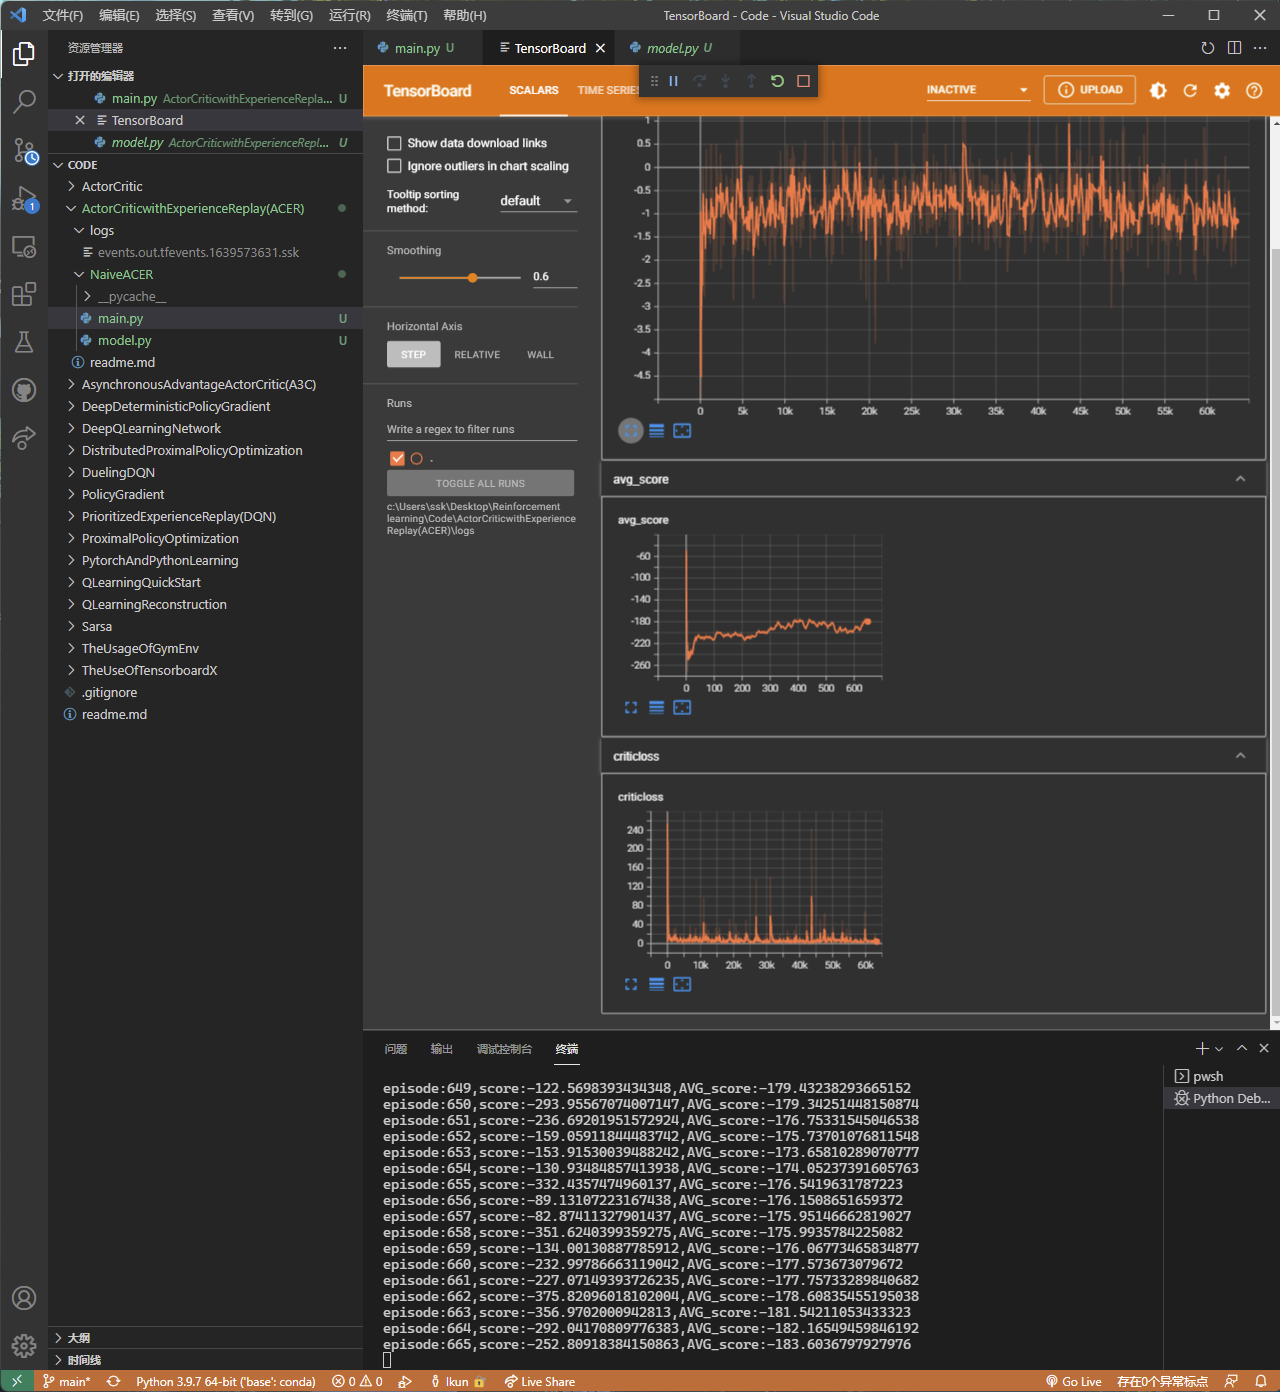 文件(F) 编辑(E) 选择(S) 查看(V) 转到(G) 运行(R) 终端(T) 帮助(H) TensorBoard - Code - Visual Studio Code
资源管理器 ···
打开的编辑器
main.py ActorCriticwithExperienceRepla... U
TensorBoard
model.py ActorCriticwithExperienceRepl... U
CODE
ActorCritic
ActorCriticwithExperienceReplay(ACER)
logs
events.out.tfevents.1639573631.ssk
NaiveACER
__pycache__
main.py U
model.py U
readme.md
AsynchronousAdvantageActorCritic(A3C)
DeepDeterministicPolicyGradient
DeepQLearningNetwork
DistributedProximalPolicyOptimization
DuelingDQN
PolicyGradient
PrioritizedExperienceReplay(DQN)
ProximalPolicyOptimization
PytorchAndPythonLearning
QLearningQuickStart
QLearningReconstruction
Sarsa
TheUsageOfGymEnv
TheUseOfTensorboardX
.gitignore
readme.md
大纲
时间线
1
main.py U TensorBoard model.py U
TensorBoard SCALARS TIME SERIES INACTIVE UPLOAD
Show data download links
Ignore outliers in chart scaling
Tooltip sorting
method: default
Smoothing
0.6
Horizontal Axis
STEP RELATIVE WALL
Runs
Write a regex to filter runs
.
TOGGLE ALL RUNS
c:\Users\ssk\Desktop\Reinforcement
learning\Code\ActorCriticwithExperience
Replay(ACER)\logs
1
0.5
0
-0.5
-1
-1.5
-2
-2.5
-3
-3.5
-4
-4.5
0 5k 10k 15k 20k 25k 30k 35k 40k 45k 50k 55k 60k
avg_score
avg_score
-60
-100
-140
-180
-220
-260
0 100 200 300 400 500 600
criticloss
criticloss
240
200
160
120
80
40
0
0 10k 20k 30k 40k 50k 60k
问题 输出 调试控制台 终端
pwsh
Python Deb...
episode:649,score:-122.5698393434348,AVG_score:-179.43238293665152
episode:650,score:-293.95567074007147,AVG_score:-179.34251448150874
episode:651,score:-236.69201951572924,AVG_score:-176.75331545046538
episode:652,score:-159.05911844483742,AVG_score:-175.73701076811548
episode:653,score:-153.91530039488242,AVG_score:-173.65810289070777
episode:654,score:-130.93484857413938,AVG_score:-174.05237391605763
episode:655,score:-332.4357474960137,AVG_score:-176.5419631787223
episode:656,score:-89.13107223167438,AVG_score:-176.1508651659372
episode:657,score:-82.87411327901437,AVG_score:-175.95146662819027
episode:658,score:-351.6240399359275,AVG_score:-175.9935784225082
episode:659,score:-134.00130887785912,AVG_score:-176.06773465834877
episode:660,score:-232.99786663119042,AVG_score:-177.573673079672
episode:661,score:-227.07149393726235,AVG_score:-177.75733289840682
episode:662,score:-375.82096018102004,AVG_score:-178.60835455195038
episode:663,score:-356.9702000942813,AVG_score:-181.54211053433323
episode:664,score:-292.04170809776383,AVG_score:-182.16549459846192
episode:665,score:-252.80918384150863,AVG_score:-183.6036797927976
main* Python 3.9.7 64-bit ('base': conda) 0 0 Ikun Live Share Go Live 存在0个异常标点